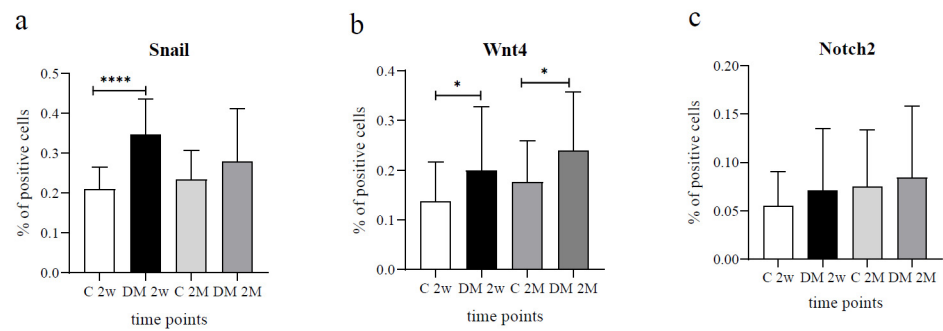 a
Snail
****
0.5
0.4
0.3
0.2
0.1
0.0
% of positive cells
C 2w DM 2w C 2M DM 2M
time points
b
Wnt4
* *
0.4
0.3
0.2
0.1
0.0
% of positive cells
C 2w DM 2w C 2M DM 2M
time points
c
Notch2
0.20
0.15
0.10
0.05
0.00
% of positive cells
C 2w DM 2w C 2M DM 2M
time points